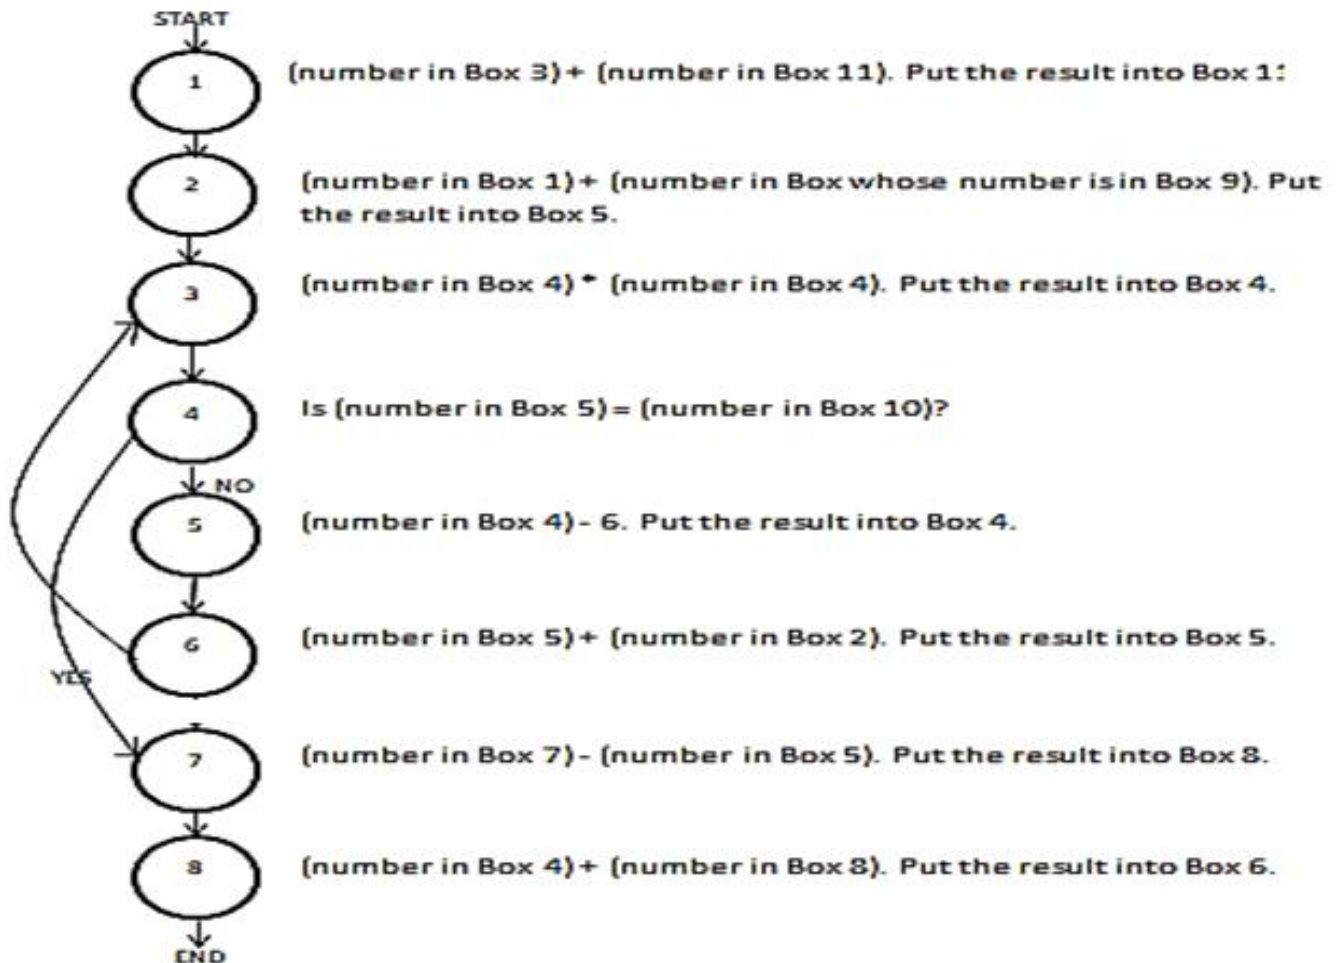 START
1
(number in Box 3) + (number in Box 11). Put the result into Box
2
(number in Box 1) + (number in Box whose number is in Box 9). Put
the result into Box 5.
3
(number in Box 4) * (number in Box 4). Put the result into Box 4.
4
Is (number in Box 5) = (number in Box 10)?
NO
5
(number in Box 4) - 6. Put the result into Box 4.
6
(number in Box 5) + (number in Box 2). Put the result into Box 5.
YES
7
(number in Box 7) - (number in Box 5). Put the result into Box 8.
8
(number in Box 4) + (number in Box 8). Put the result into Box 6.
END